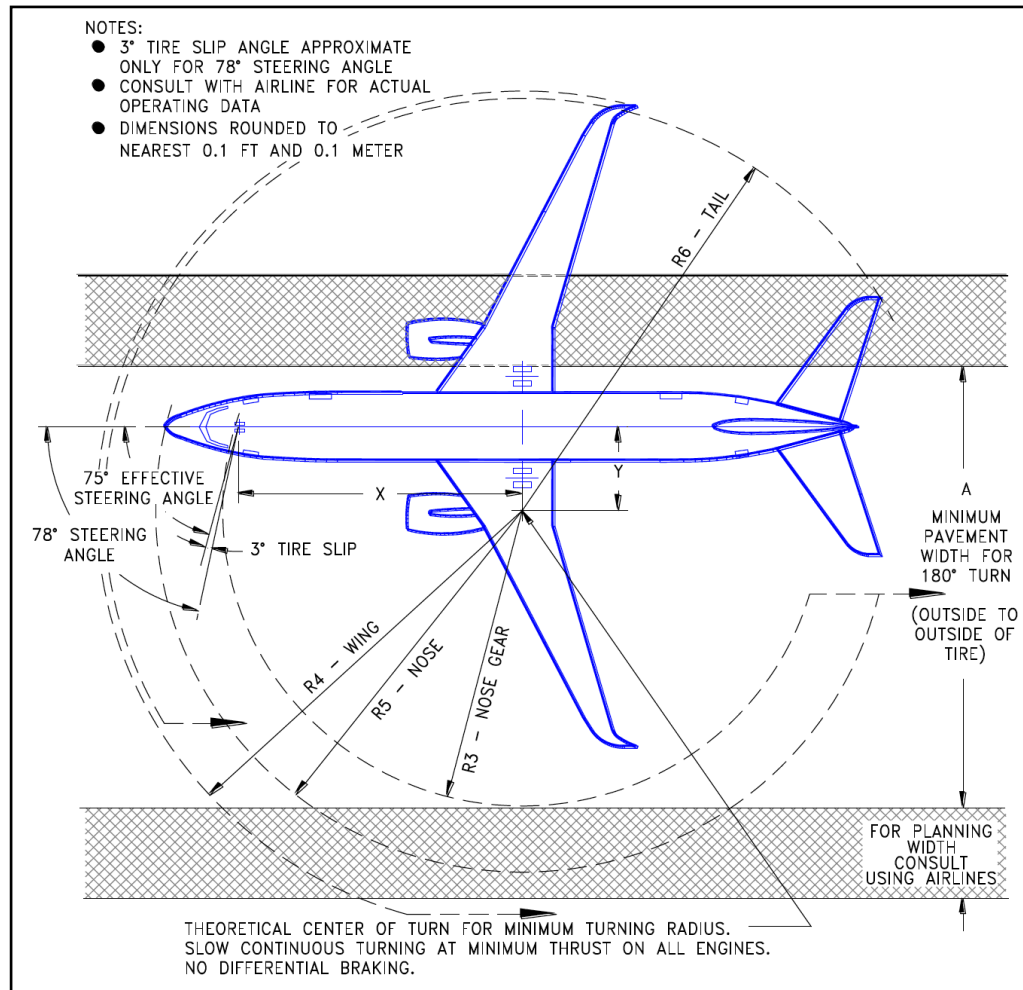 NOTES:
● 3° TIRE SLIP ANGLE APPROXIMATE
ONLY FOR 78° STEERING ANGLE
● CONSULT WITH AIRLINE FOR ACTUAL
OPERATING DATA
● DIMENSIONS ROUNDED TO
NEAREST 0.1 FT AND 0.1 METER
R6 - TAIL
75° EFFECTIVE
STEERING ANGLE
78° STEERING
ANGLE
3° TIRE SLIP
X
Y
R4 - WING
R5 - NOSE
R3 - NOSE GEAR
A
MINIMUM
PAVEMENT
WIDTH FOR
180° TURN
(OUTSIDE TO
OUTSIDE OF
TIRE)
FOR PLANNING
WIDTH
CONSULT
USING AIRLINES
THEORETICAL CENTER OF TURN FOR MINIMUM TURNING RADIUS.
SLOW CONTINUOUS TURNING AT MINIMUM THRUST ON ALL ENGINES.
NO DIFFERENTIAL BRAKING.